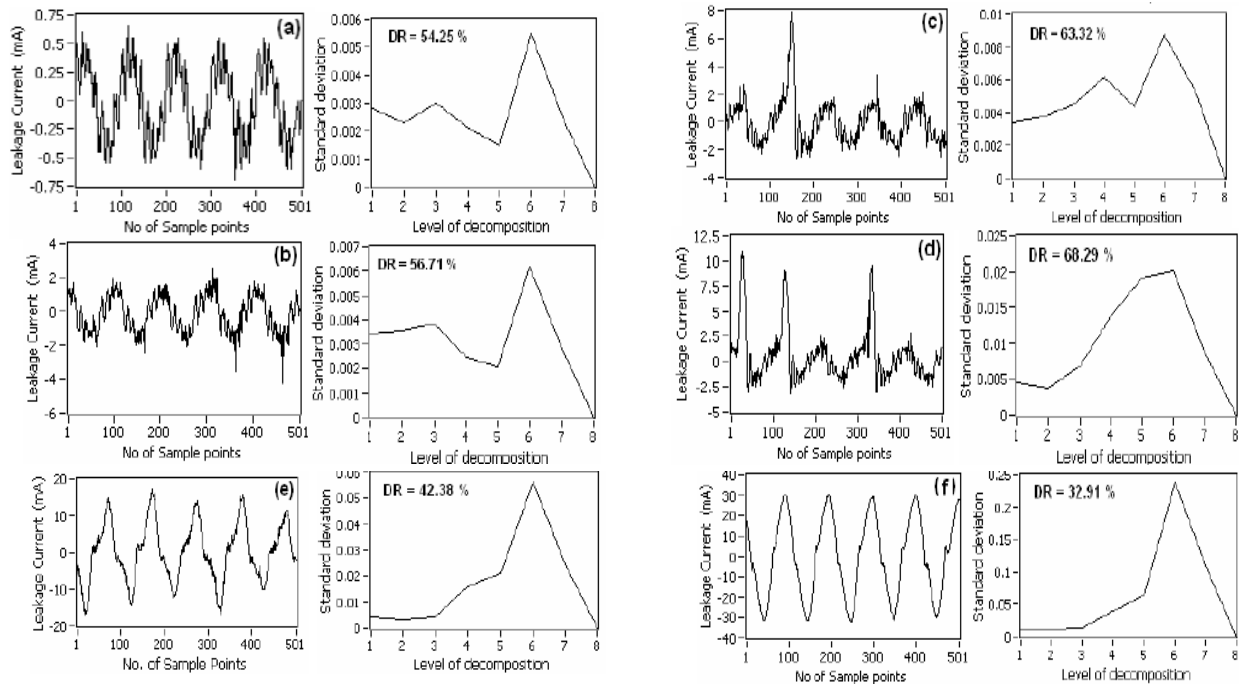 (a)
0.75
0.5
0.25
0
-0.25
-0.5
-0.75
Leakage Current (mA)
1 100 200 300 400 501
No of Sample points
DR = 54.25 %
0.006
0.005
0.004
0.003
0.002
0.001
0
Standard deviation
1 2 3 4 5 6 7 8
Level of decomposition
(c)
8
6
4
2
0
-2
-4
Leakage Current (mA)
1 100 200 300 400 501
No of Sample points
DR = 63.32 %
0.01
0.008
0.006
0.004
0.002
0
Standard deviation
1 2 3 4 5 6 7 8
Level of decomposition
(b)
4
2
0
-2
-4
-6
Leakage Current (mA)
1 100 200 300 400 501
No of Sample points
DR = 56.71 %
0.007
0.006
0.005
0.004
0.003
0.002
0.001
0
Standard deviation
1 2 3 4 5 6 7 8
Level of decomposition
(d)
12.5
10
7.5
5
2.5
0
-2.5
-5
Leakage Current (mA)
1 100 200 300 400 501
No of Sample points
DR = 68.29 %
0.025
0.02
0.015
0.01
0.005
0
Standard deviation
1 2 3 4 5 6 7 8
Level of decomposition
(e)
20
10
0
-10
-20
Leakage Current (mA)
1 100 200 300 400 501
No. of Sample Points
DR = 42.38 %
0.06
0.05
0.04
0.03
0.02
0.01
0
Standard deviation
1 2 3 4 5 6 7 8
Level of decomposition
(f)
40
30
20
10
0
-10
-20
-30
-40
Leakage Current (mA)
1 100 200 300 400 501
No of Sample points
DR = 32.91 %
0.25
0.2
0.15
0.1
0.05
0
Standard deviation
1 2 3 4 5 6 7 8
Level of decomposition